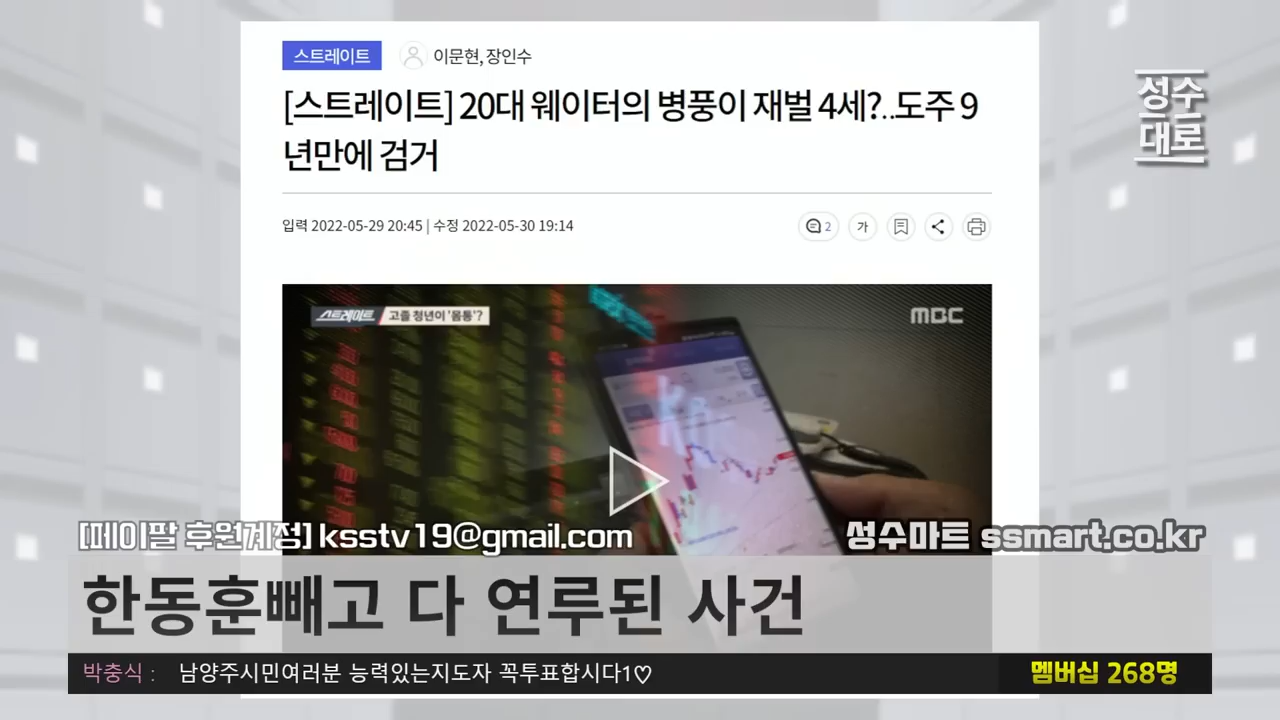 스트레이트 이문현, 장인수
[스트레이트] 20대 웨이터의 병풍이 재벌 4세?..도주 9
년만에 검거
성수
대로
입력 2022-05-29 20:45 | 수정 2022-05-30 19:14
2 가
스트레이트 고졸 청년이 '몸통'?
MBC
[페이팔 후원계정] ksstv19@gmail.com
성수마트 ssmart.co.kr
한동훈빼고 다 연루된 사건
박충식 : 남양주시민여러분 능력있는지도자 꼭투표합시다1♡
멤버십 268명